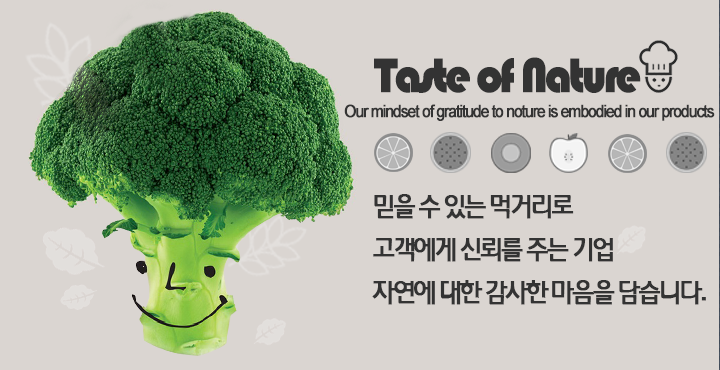 Taste of Nature
Our mindset of gratitude to noture is embodied in our products
믿을 수 있는 먹거리로
고객에게 신뢰를 주는 기업
자연에 대한 감사한 마음을 담습니다.